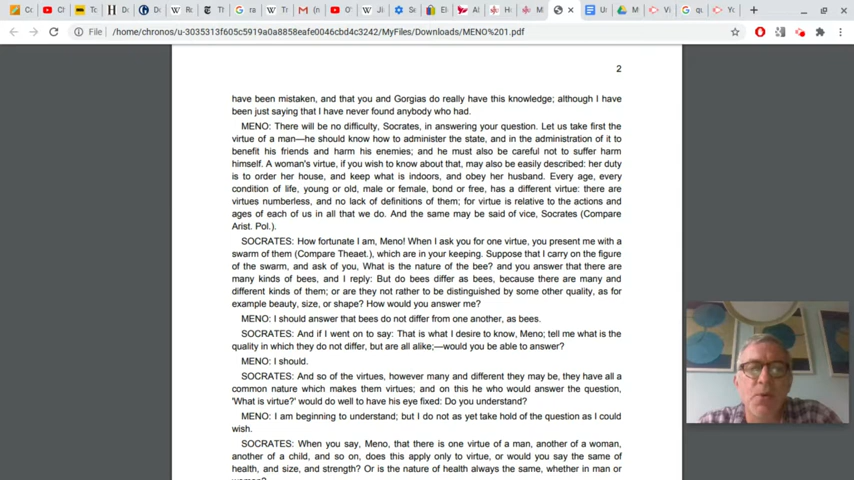 File
/home/chronos/u-3035313f605c5919a0a8858eafe0046cbd4c3242/MyFiles/Downloads/MENO%201.pdf
2
have been mistaken, and that you and Gorgias do really have this knowledge; although I have
been just saying that I have never found anybody who had.
MENO: There will be no difficulty, Socrates, in answering your question. Let us take first the
virtue of a man—he should know how to administer the state, and in the administration of it to
benefit his friends and harm his enemies; and he must also be careful not to suffer harm
himself. A woman's virtue, if you wish to know about that, may also be easily described: her duty
is to order her house, and keep what is indoors, and obey her husband. Every age, every
condition of life, young or old, male or female, bond or free, has a different virtue: there are
virtues numberless, and no lack of definitions of them; for virtue is relative to the actions and
ages of each of us in all that we do. And the same may be said of vice, Socrates (Compare
Arist. Pol.).
SOCRATES: How fortunate I am, Meno! When I ask you for one virtue, you present me with a
swarm of them (Compare Theaet.), which are in your keeping. Suppose that I carry on the figure
of the swarm, and ask of you, What is the nature of the bee? and you answer that there are
many kinds of bees, and I reply: But do bees differ as bees, because there are many and
different kinds of them; or are they not rather to be distinguished by some other quality, as for
example beauty, size, or shape? How would you answer me?
MENO: I should answer that bees do not differ from one another, as bees.
SOCRATES: And if I went on to say: That is what I desire to know, Meno; tell me what is the
quality in which they do not differ, but are all alike;—would you be able to answer?
MENO: I should.
SOCRATES: And so of the virtues, however many and different they may be, they have all a
common nature which makes them virtues; and on this he who would answer the question,
'What is virtue?' would do well to have his eye fixed: Do you understand?
MENO: I am beginning to understand; but I do not as yet take hold of the question as I could
wish.
SOCRATES: When you say, Meno, that there is one virtue of a man, another of a woman,
another of a child, and so on, does this apply only to virtue, or would you say the same of
health, and size, and strength? Or is the nature of health always the same, whether in man or